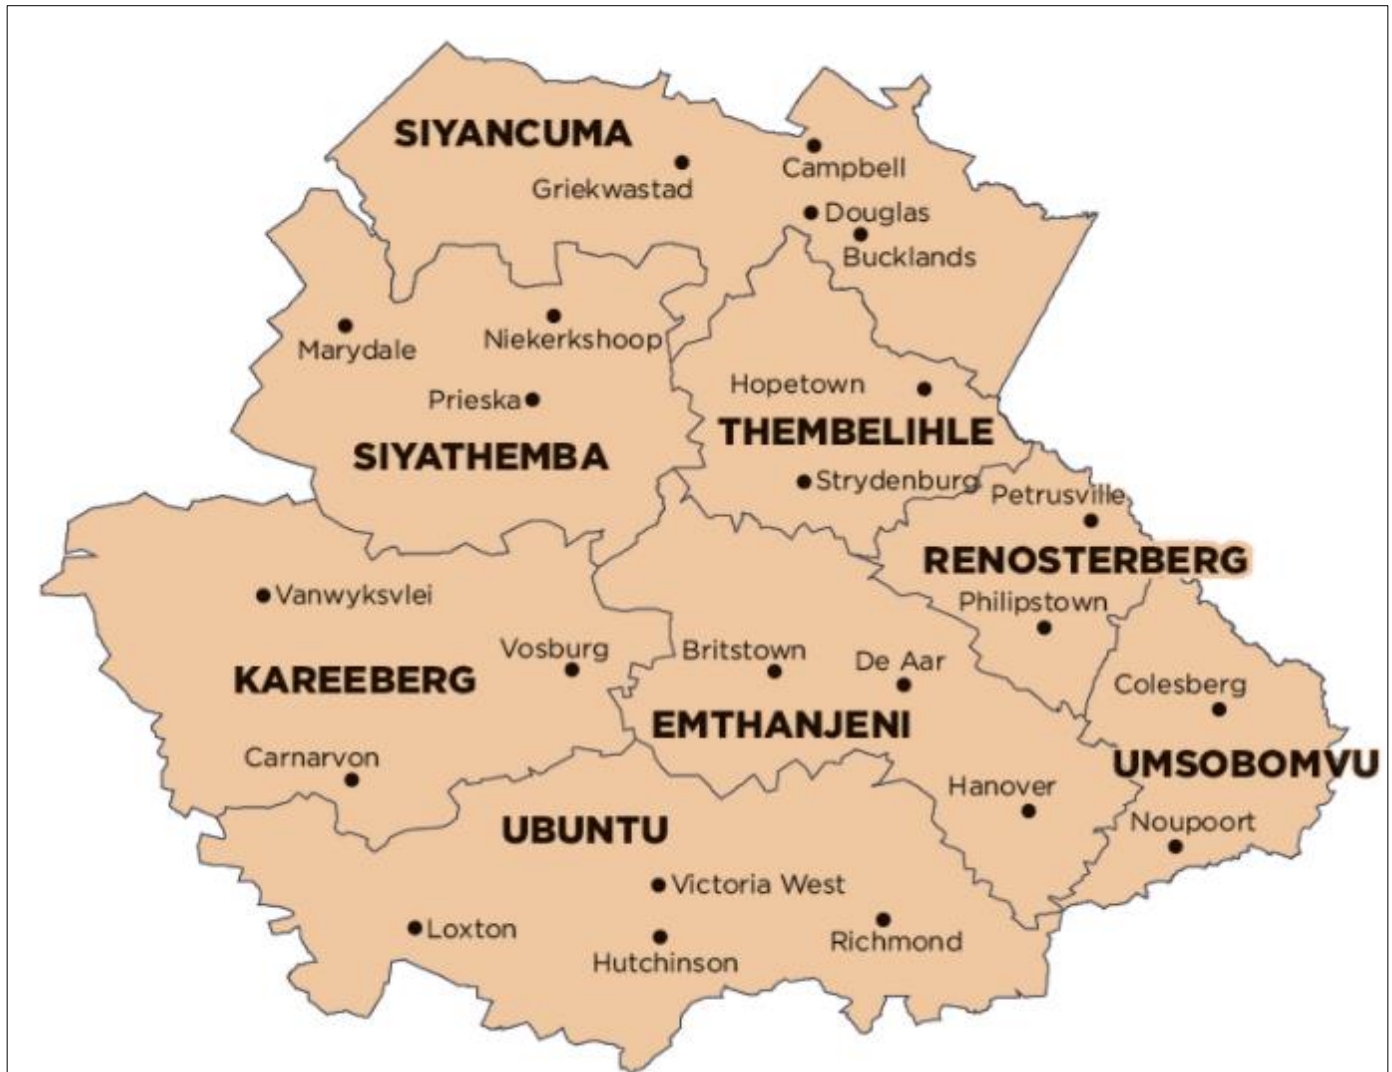 SIYANCUMA
Campbell
Griekwastad
Douglas
Bucklands
Niekerkshoop
Marydale
Hopetown
Prieska
THEMBELIHLE
SIYATHEMBA
Strydenburg
Petrusville
RENOSTERBERG
Vanwyksvlei
Philipstown
Vosburg
Britstown
De Aar
KAREEBERG
Colesberg
EMTHANJENI
Carnarvon
UMSOBOMVU
Hanover
Noupoort
UBUNTU
Victoria West
Loxton
Richmond
Hutchinson